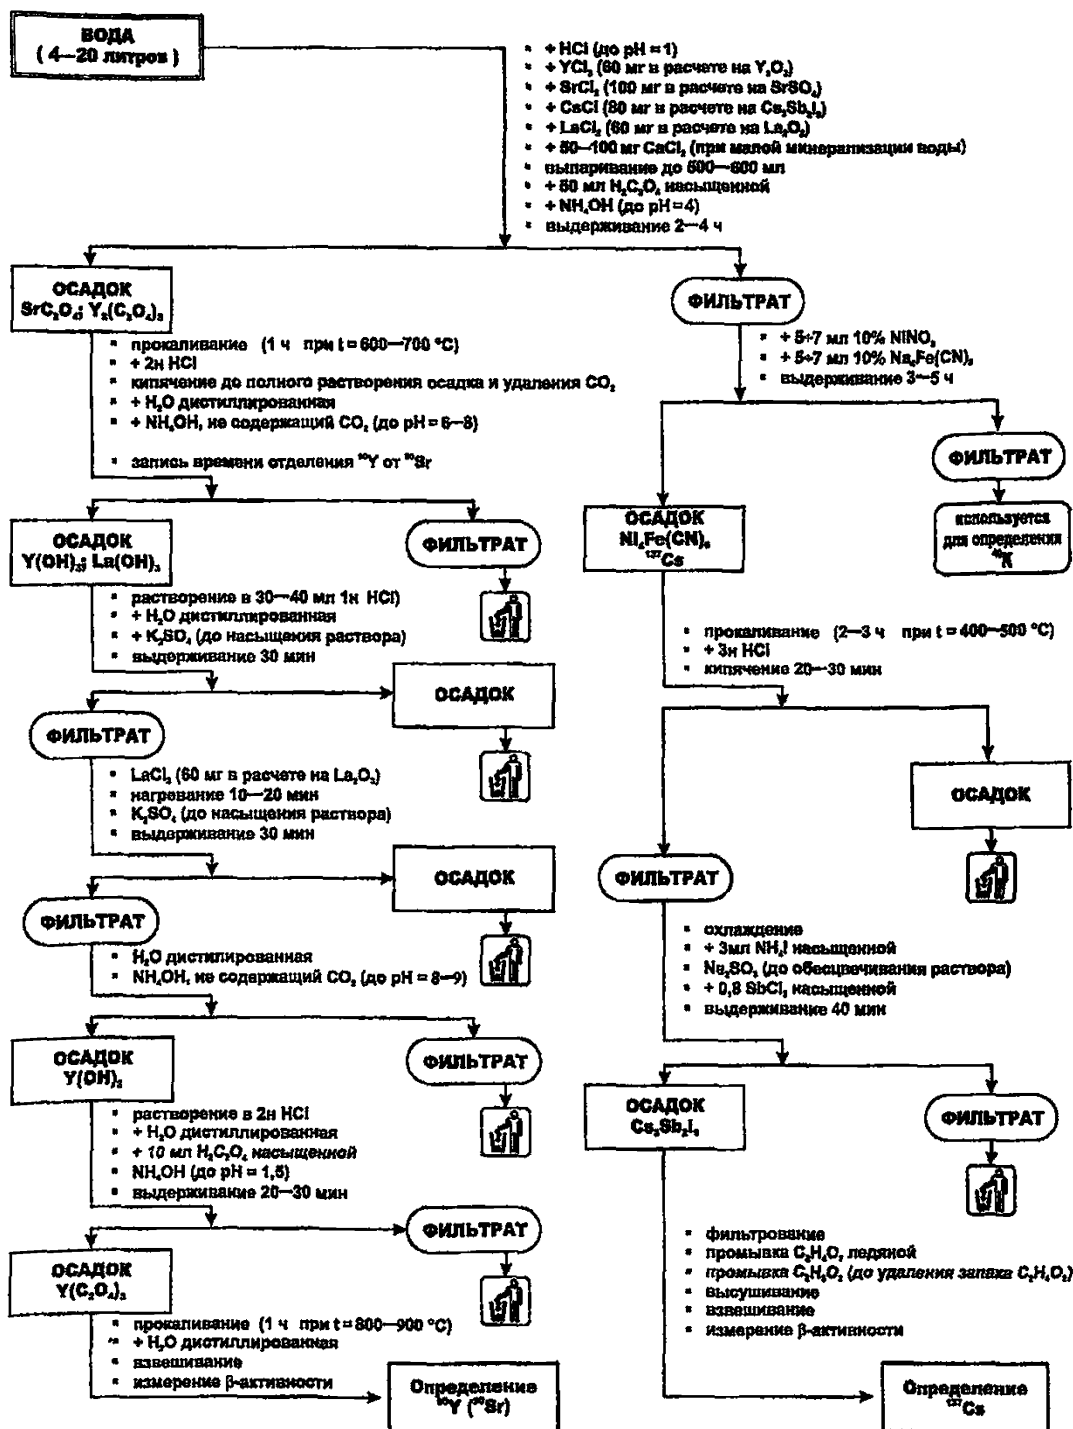 ВОДА
( 4—20 литров )
+ HCl (до pH = 1)
+ YCl₃ (60 мг в расчете на Y₂O₃)
+ SrCl₂ (100 мг в расчете на SrSO₄)
+ CsCl (80 мг в расчете на Cs₃Sb₂I₉)
+ LaCl₃ (60 мг в расчете на La₂O₃)
+ 50—100 мг CaCl₂ (при малой минерализации воды)
выпаривание до 500—600 мл
+ 50 мл H₂C₂O₄ насыщенной
+ NH₄OH (до pH = 4)
выдерживание 2—4 ч
ОСАДОК
SrC₂O₄; Y₂(C₂O₄)₃
прокаливание (1 ч при t = 600—700 °C)
+ 2н HCl
кипячение до полного растворения осадка и удаления CO₂
+ H₂O дистиллированная
+ NH₄OH, не содержащий CO₂ (до pH = 6—8)
запись времени отделения ⁹⁰Y от ⁹⁰Sr
ОСАДОК
Y(OH)₃; La(OH)₃
ФИЛЬТРАТ
растворение в 30—40 мл 1н HCl)
+ H₂O дистиллированная
+ K₂SO₄ (до насыщения раствора)
выдерживание 30 мин
ОСАДОК
ФИЛЬТРАТ
LaCl₃ (60 мг в расчете на La₂O₃)
нагревание 10—20 мин
K₂SO₄ (до насыщения раствора)
выдерживание 30 мин
ОСАДОК
ФИЛЬТРАТ
H₂O дистилированная
NH₄OH, не содержащий CO₂ (до pH = 8—9)
ОСАДОК
Y(OH)₃
ФИЛЬТРАТ
растворение в 2н HCl
+ H₂O дистиллированная
+ 10 мл H₂C₂O₄ насыщенной
NH₄OH (до pH = 1,5)
выдерживание 20—30 мин
ФИЛЬТРАТ
ОСАДОК
Y(C₂O₄)₃
прокаливание (1 ч при t = 800—900 °C)
+ H₂O дистиллированная
взвешивание
измерение β-активности
Определение
⁹⁰Y (⁹⁰Sr)
ФИЛЬТРАТ
+ 5÷7 мл 10% NiNO₃
+ 5÷7 мл 10% Na₄Fe(CN)₆
выдерживание 3—5 ч
ФИЛЬТРАТ
используется
для определения
⁴⁰K
ОСАДОК
Ni₄Fe(CN)₆
¹³⁷Cs
прокаливание (2—3 ч при t = 400—500 °C)
+ 3н HCl
кипячение 20—30 мин
ОСАДОК
ФИЛЬТРАТ
охлаждение
+ 3мл NH₄I насыщенной
Na₂SO₃ (до обесцвечивания раствора)
+ 0,8 SbCl₃ насыщенной
выдерживание 40 мин
ОСАДОК
Cs₃Sb₂I₉
ФИЛЬТРАТ
фильтрование
промывка C₂H₄O₂ ледяной
промывка C₂H₅O₂ (до удаления запаха C₂H₄O₂)
высушивание
взвешивание
измерение β-активности
Определение
¹³⁷Cs